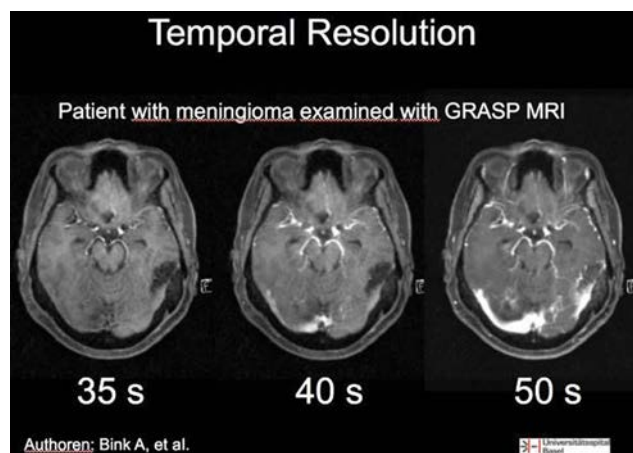 Temporal Resolution
Patient with meningioma examined with GRASP MRI
35 s
40 s
50 s
Authoren: Bink A, et al.
Universitätsspital
Basel